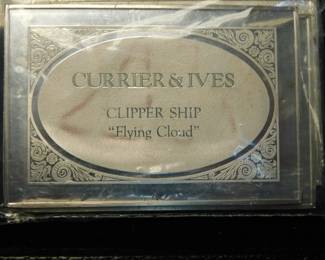 CURRIER & IVES
CLIPPER SHIP
"Flying Cloud"